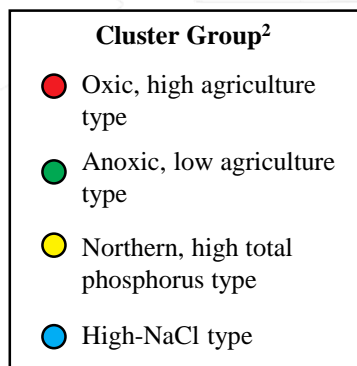 Cluster Group²
Oxic, high agriculture
type
Anoxic, low agriculture
type
Northern, high total
phosphorus type
High-NaCl type